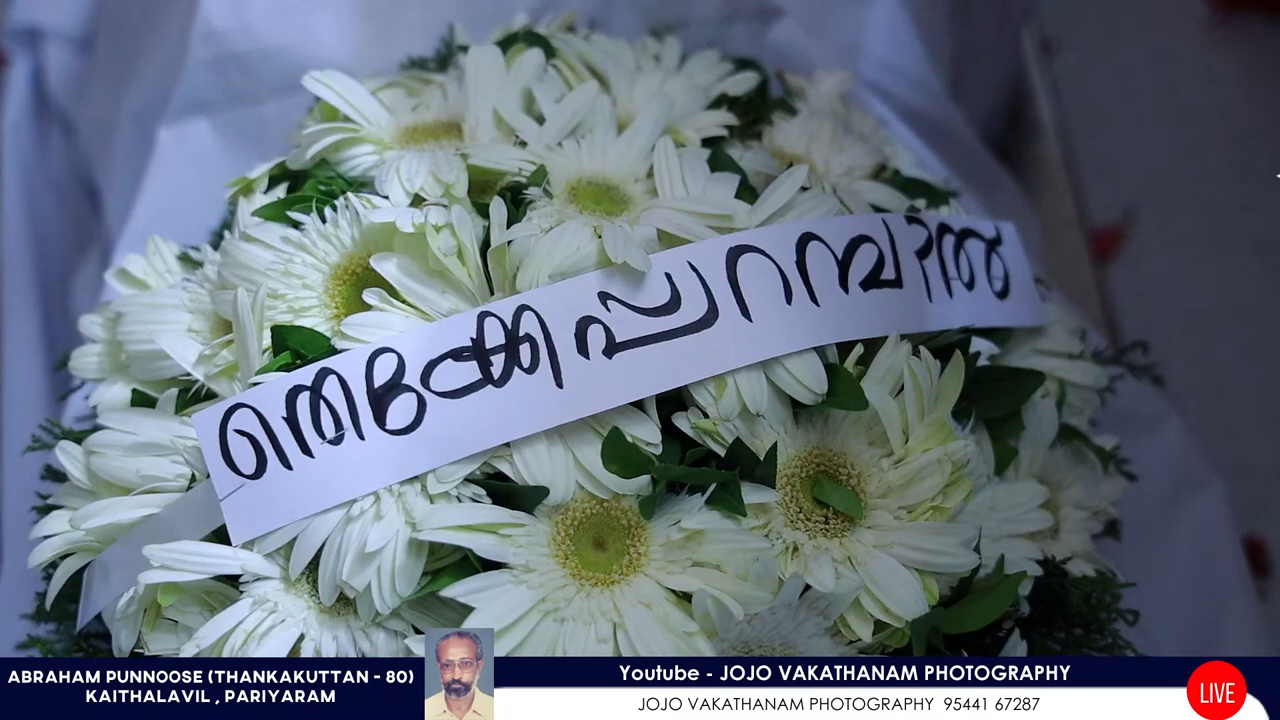 തെക്കേപ്പറമ്പിൽ
ABRAHAM PUNNOOSE (THANKAKUTTAN - 80)
KAITHALAVIL , PARIYARAM
Youtube - JOJO VAKATHANAM PHOTOGRAPHY
JOJO VAKATHANAM PHOTOGRAPHY 95441 67287
LIVE